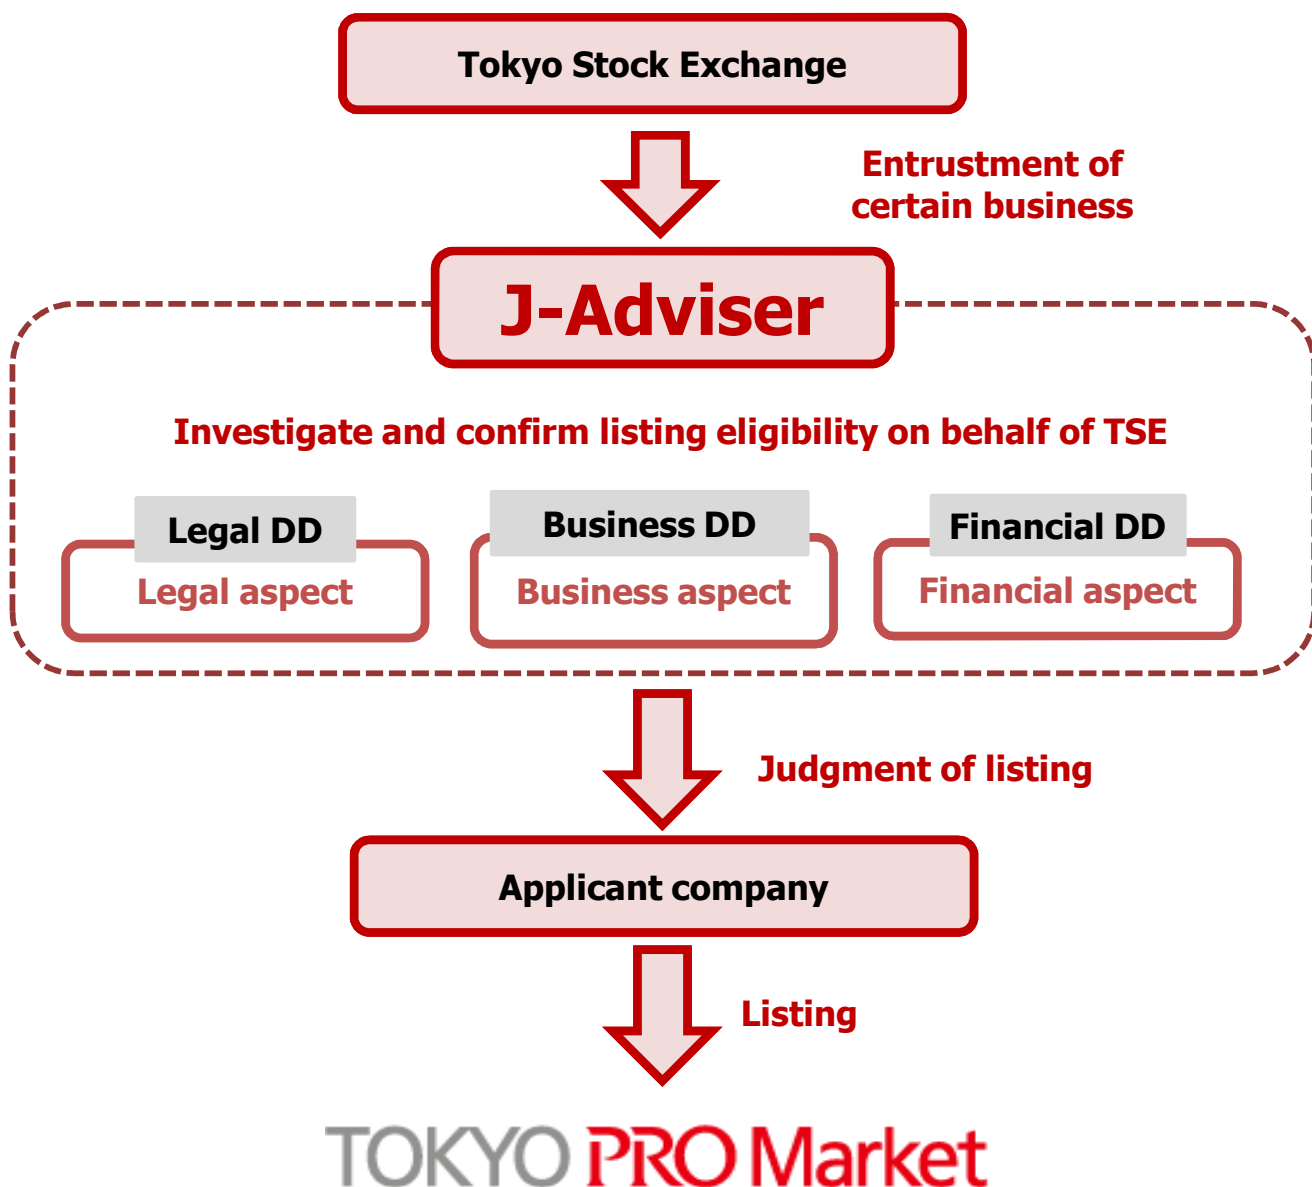 Tokyo Stock Exchange
Entrustment of
certain business
J-Adviser
Investigate and confirm listing eligibility on behalf of TSE
Legal DD
Business DD
Financial DD
Legal aspect
Business aspect
Financial aspect
Judgment of listing
Applicant company
Listing
TOKYO PRO Market